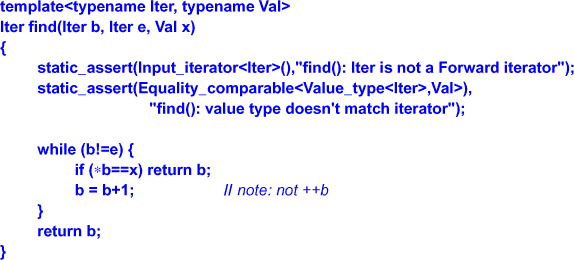 template<typename Iter, typename Val>
Iter find(Iter b, Iter e, Val x)
{
static_assert(Input_iterator<Iter>(),"find(): Iter is not a Forward iterator");
static_assert(Equality_comparable<Value_type<Iter>,Val>),
"find(): value type doesn't match iterator");
while (b!=e) {
if (*b==x) return b;
b = b+1; // note: not ++b
}
return b;
}